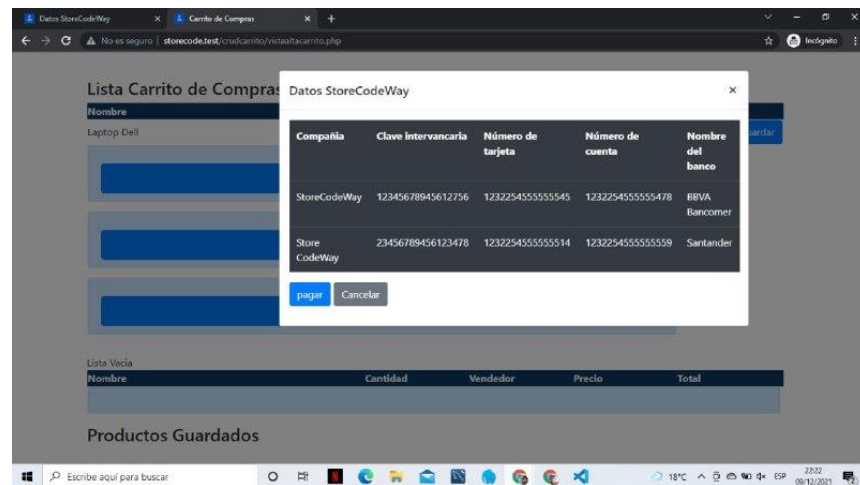 Datos StoreCodeWay
Carrito de Compras
No es seguro | storecode.test/crudcarrito/vistaaltacarrito.php
Incógnito
Lista Carrito de Compras
Nombre
Laptop Dell
Datos StoreCodeWay
Compañia Clave intervancaria Número de tarjeta Número de cuenta Nombre del banco
StoreCodeWay 12345678945612756 1232254555555545 1232254555555478 BBVA Bancomer
Store CodeWay 23456789456123478 1232254555555514 1232254555555559 Santander
pagar Cancelar
Lista Vacia
Nombre Cantidad Vendedor Precio Total
Productos Guardados
Escribe aquí para buscar
18°C
ESP
22:22
09/12/2021